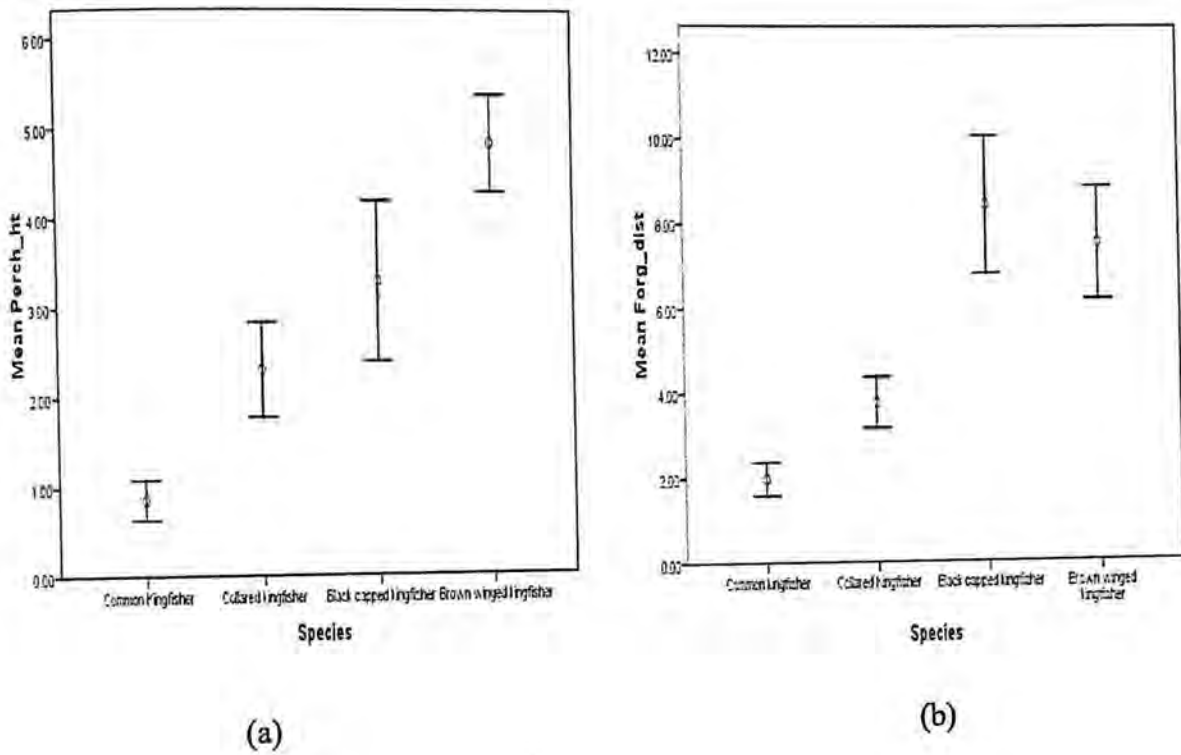 6.00
5.00
4.00
3.00
2.00
1.00
0.00
Mean Perch_ht
Common Kingfisher
Collared kingfisher
Black capped kingfisher
Brown winged kingfisher
Species
(a)
12.00
10.00
8.00
6.00
4.00
2.00
0.00
Mean Forg_dist
Common kingfisher
Collared kingfisher
Black capped kingfisher
Brown winged
kingfisher
Species
(b)